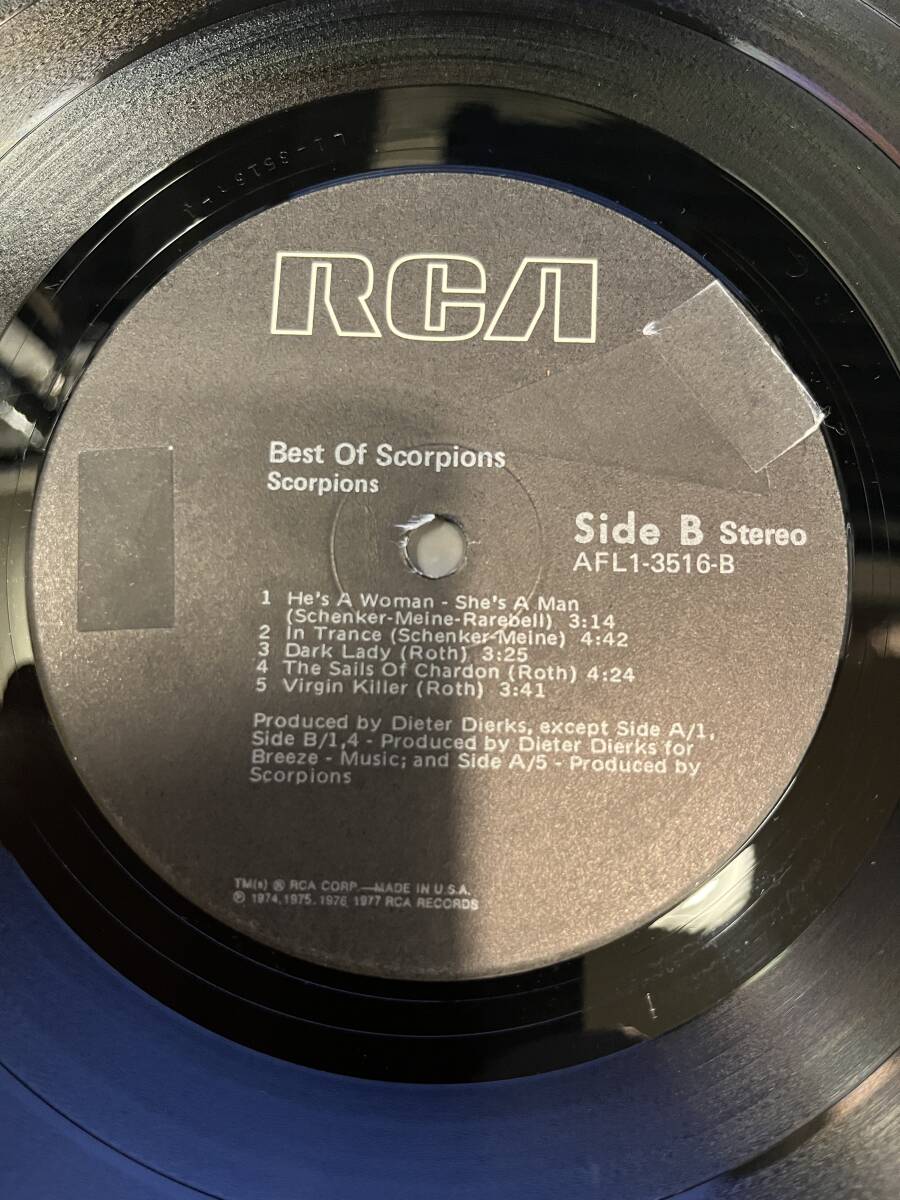 RCA
Best Of Scorpions
Scorpions
Side B Stereo
AFL1-3516-B
1 He's A Woman - She's A Man
(Schenker-Meine-Rarebell) 3:14
2 In Trance (Schenker-Meine) 4:42
3 Dark Lady (Roth) 3:25
4 The Sails Of Chardon (Roth) 4:24
5 Virgin Killer (Roth) 3:41
Produced by Dieter Dierks, except Side A/1,
Side B/1,4 - Produced by Dieter Dierks for
Breeze - Music; and Side A/5 - Produced by
Scorpions
TM(s) ® RCA CORP.—MADE IN U.S.A.
℗ 1974, 1975, 1976, 1977 RCA RECORDS